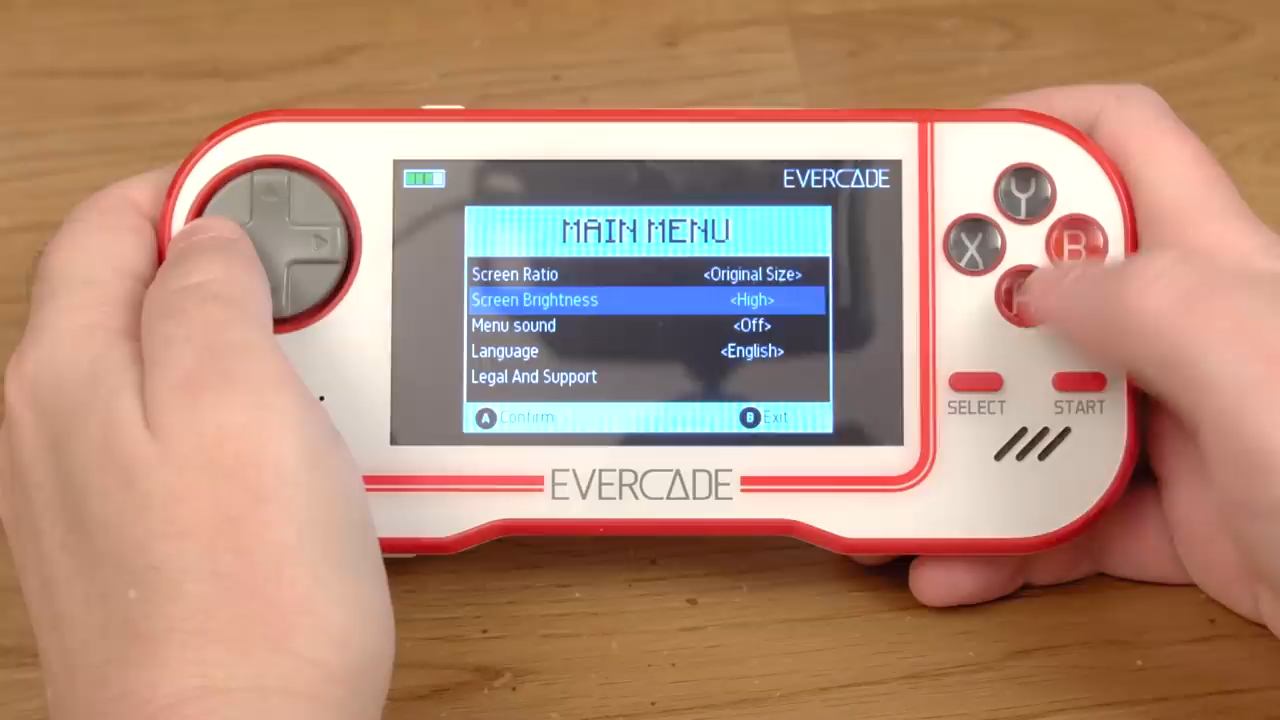 EVERCADE
MAIN MENU
Screen Ratio <Original Size>
Screen Brightness <High>
Menu sound <Off>
Language <English>
Legal And Support
A Confirm B Exit
EVERCADE
Y
X B
SELECT START